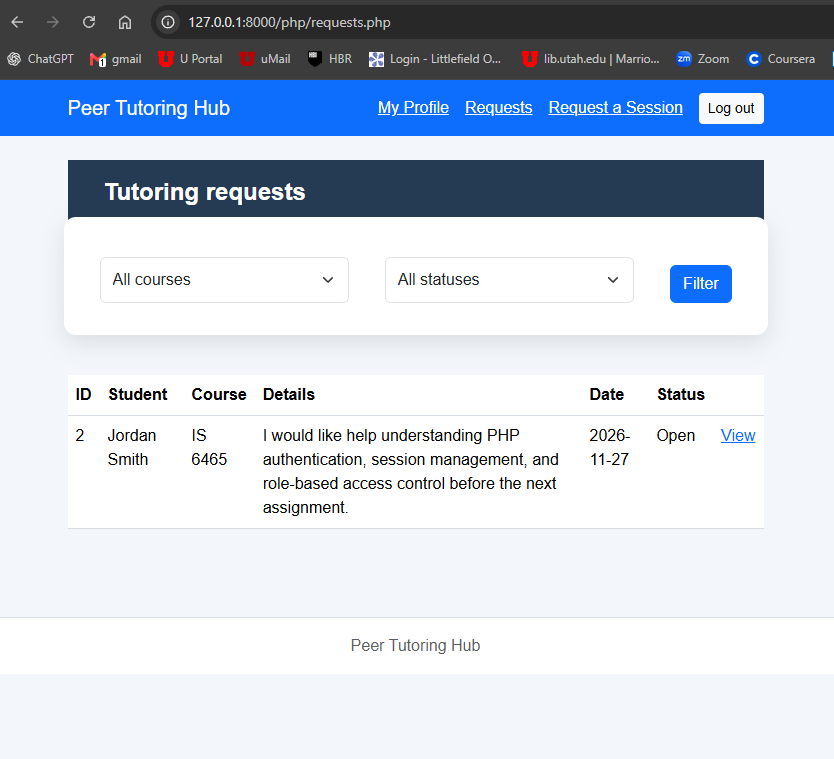 127.0.0.1:8000/php/requests.php
ChatGPT gmail U Portal uMail HBR Login - Littlefield O... lib.utah.edu | Marrio... Zoom Coursera
Peer Tutoring Hub My Profile Requests Request a Session Log out
Tutoring requests
All courses All statuses Filter
ID Student Course Details Date Status
2 Jordan IS I would like help understanding PHP 2026- Open View
Smith 6465 authentication, session management, and 11-27
role-based access control before the next
assignment.
Peer Tutoring Hub